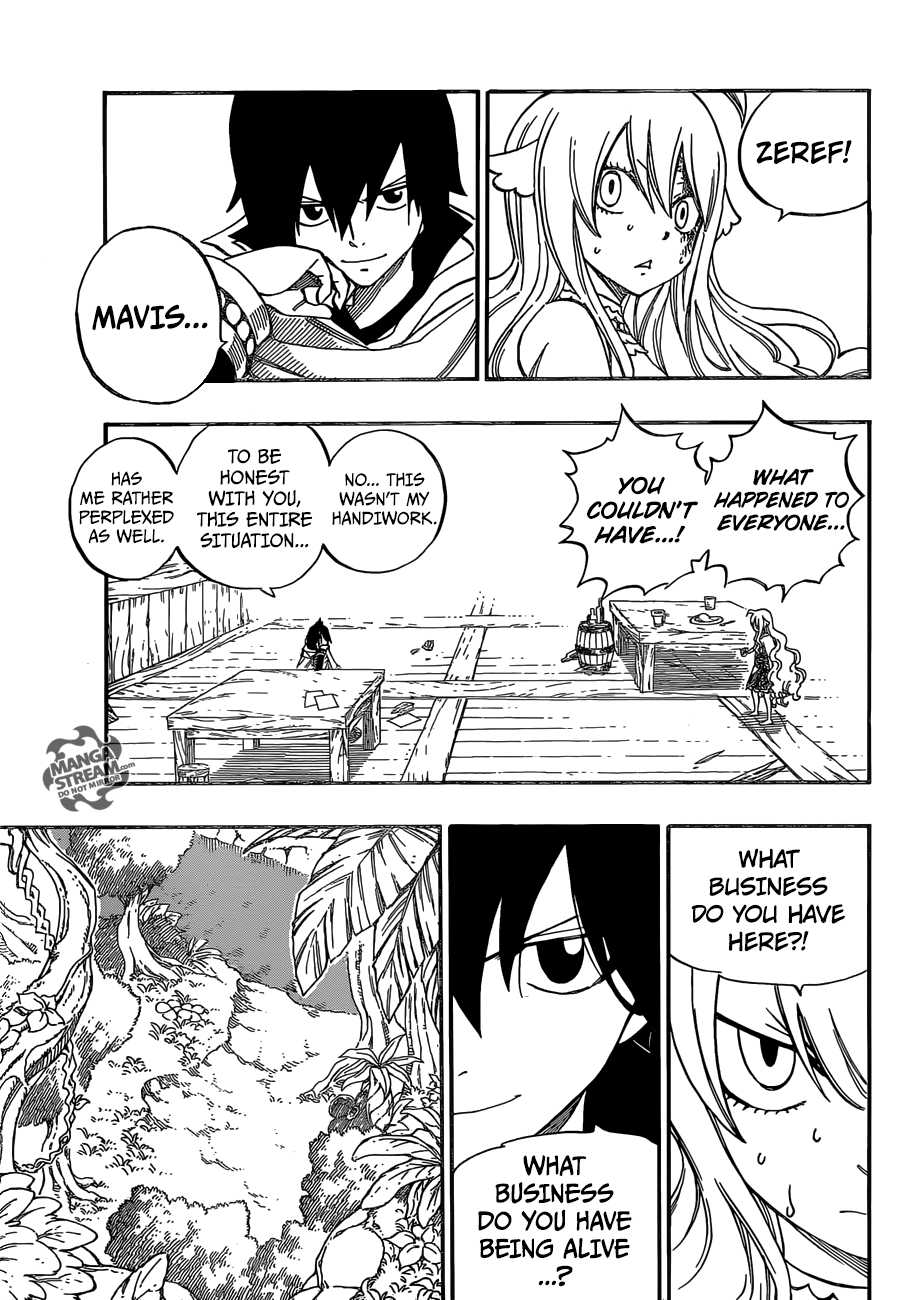 ZEREF!
MAVIS...
WHAT
HAPPENED TO
EVERYONE...
YOU
COULDN'T
HAVE...!
NO... THIS
WASN'T MY
HANDIWORK.
TO BE
HONEST
WITH YOU,
THIS ENTIRE
SITUATION...
HAS
ME RATHER
PERPLEXED
AS WELL.
MANGA
STREAM.com
DO NOT MIRROR
WHAT
BUSINESS
DO YOU HAVE
HERE?!
WHAT
BUSINESS
DO YOU HAVE
BEING ALIVE
...?